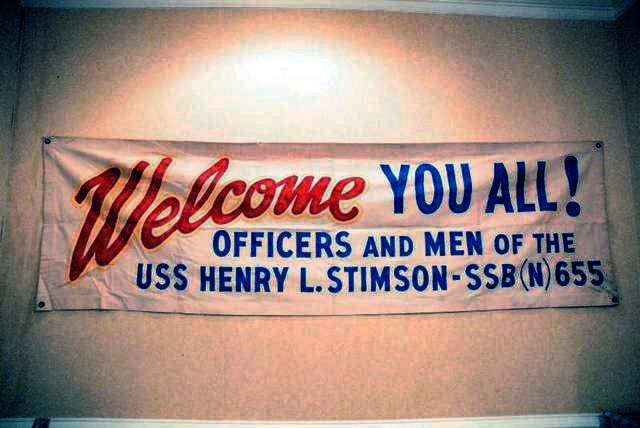 Welcome YOU ALL!
OFFICERS AND MEN OF THE
USS HENRY L. STIMSON-SSB(N)655